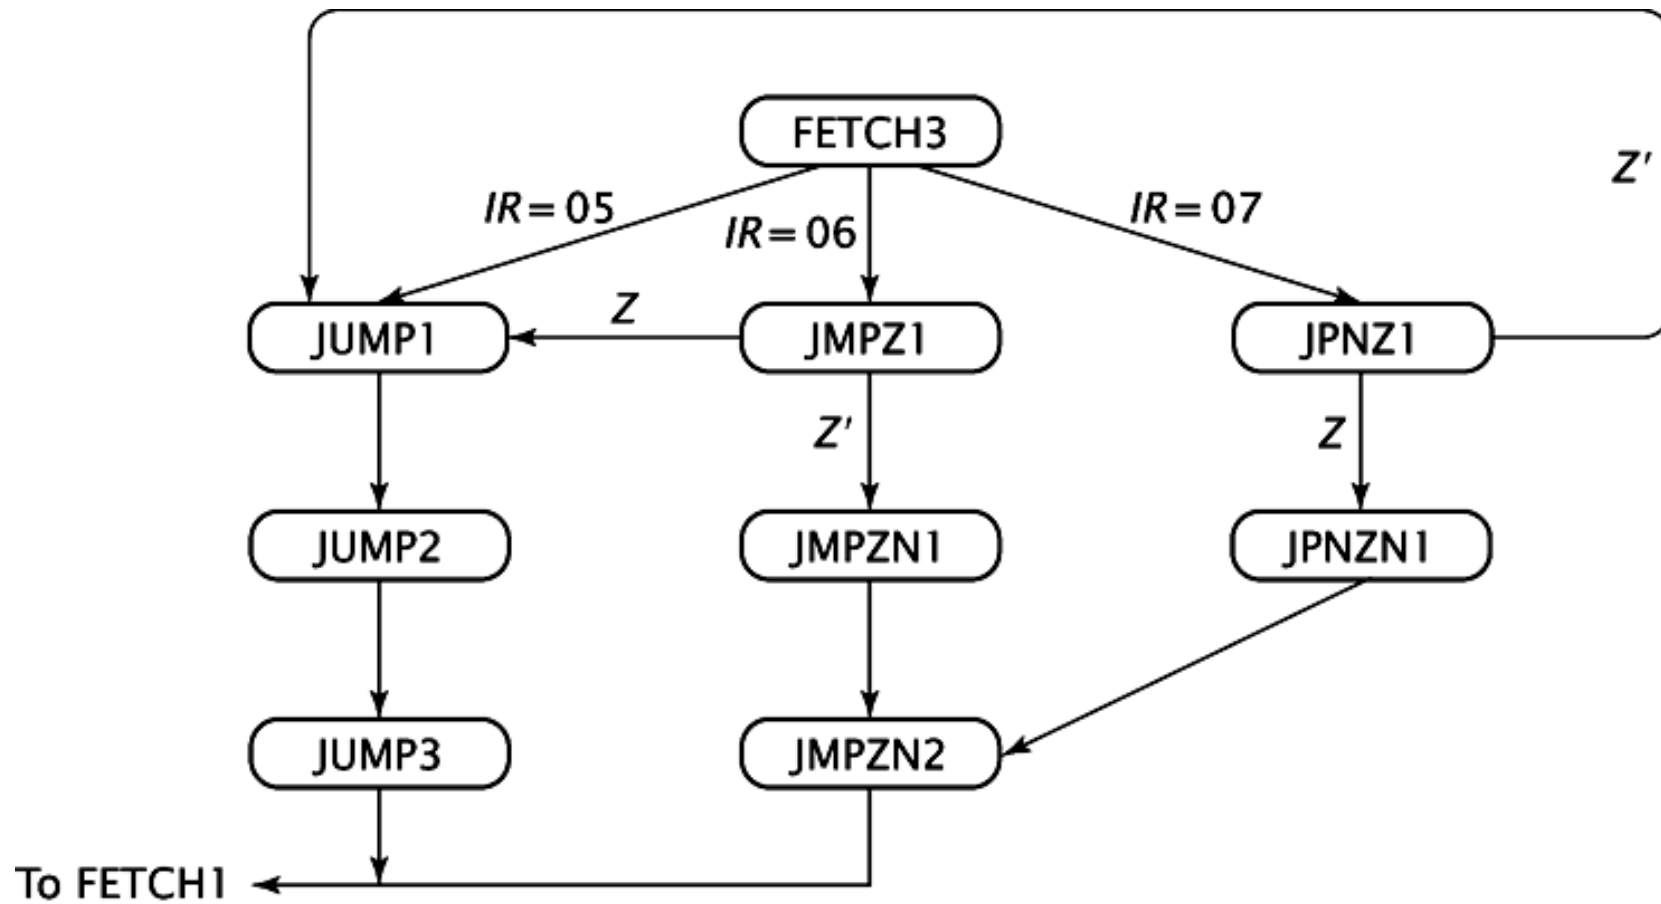 FETCH3
Z′
IR = 05
IR = 06
IR = 07
JUMP1
Z
JMPZ1
JPNZ1
Z′
Z
JUMP2
JMPZN1
JPNZN1
JUMP3
JMPZN2
To FETCH1